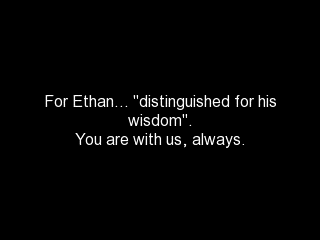 For Ethan... "distinguished for his
wisdom".
You are with us, always.